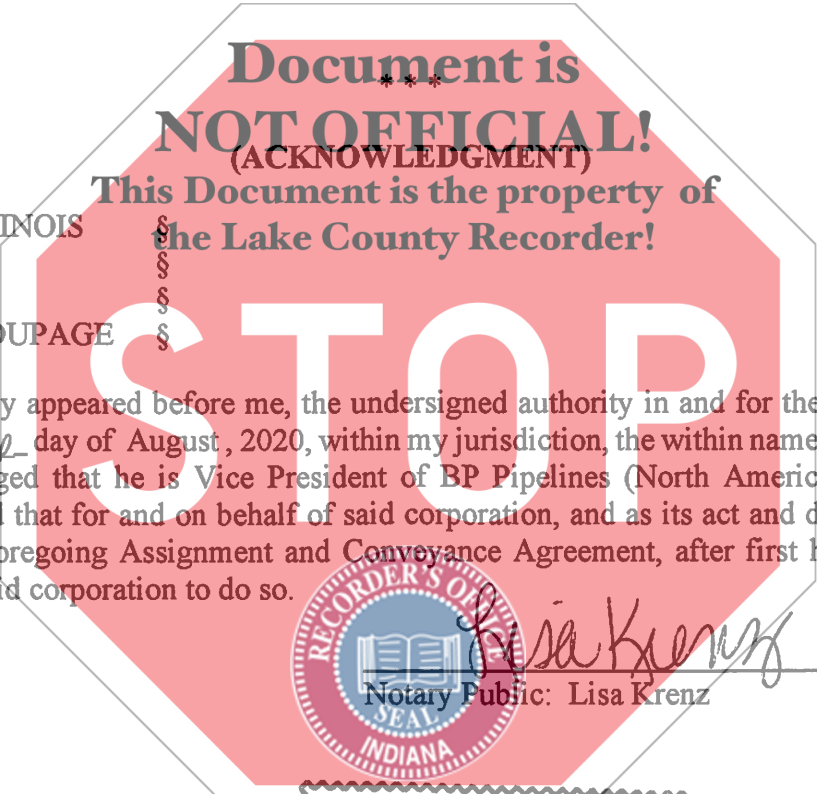 Document is
* * *
NOT OFFICIAL!
(ACKNOWLEDGMENT)
This Document is the property of
the Lake County Recorder!
INOIS §
§
§
DUPAGE §
STOP
y appeared before me, the undersigned authority in and for the
day of August , 2020, within my jurisdiction, the within name
ged that he is Vice President of BP Pipelines (North Americ
that for and on behalf of said corporation, and as its act and d
oregoing Assignment and Conveyance Agreement, after first h
id corporation to do so.
RECORDER'S OFFICE
Lisa Krenz
Notary Public: Lisa Krenz
SEAL
INDIANA